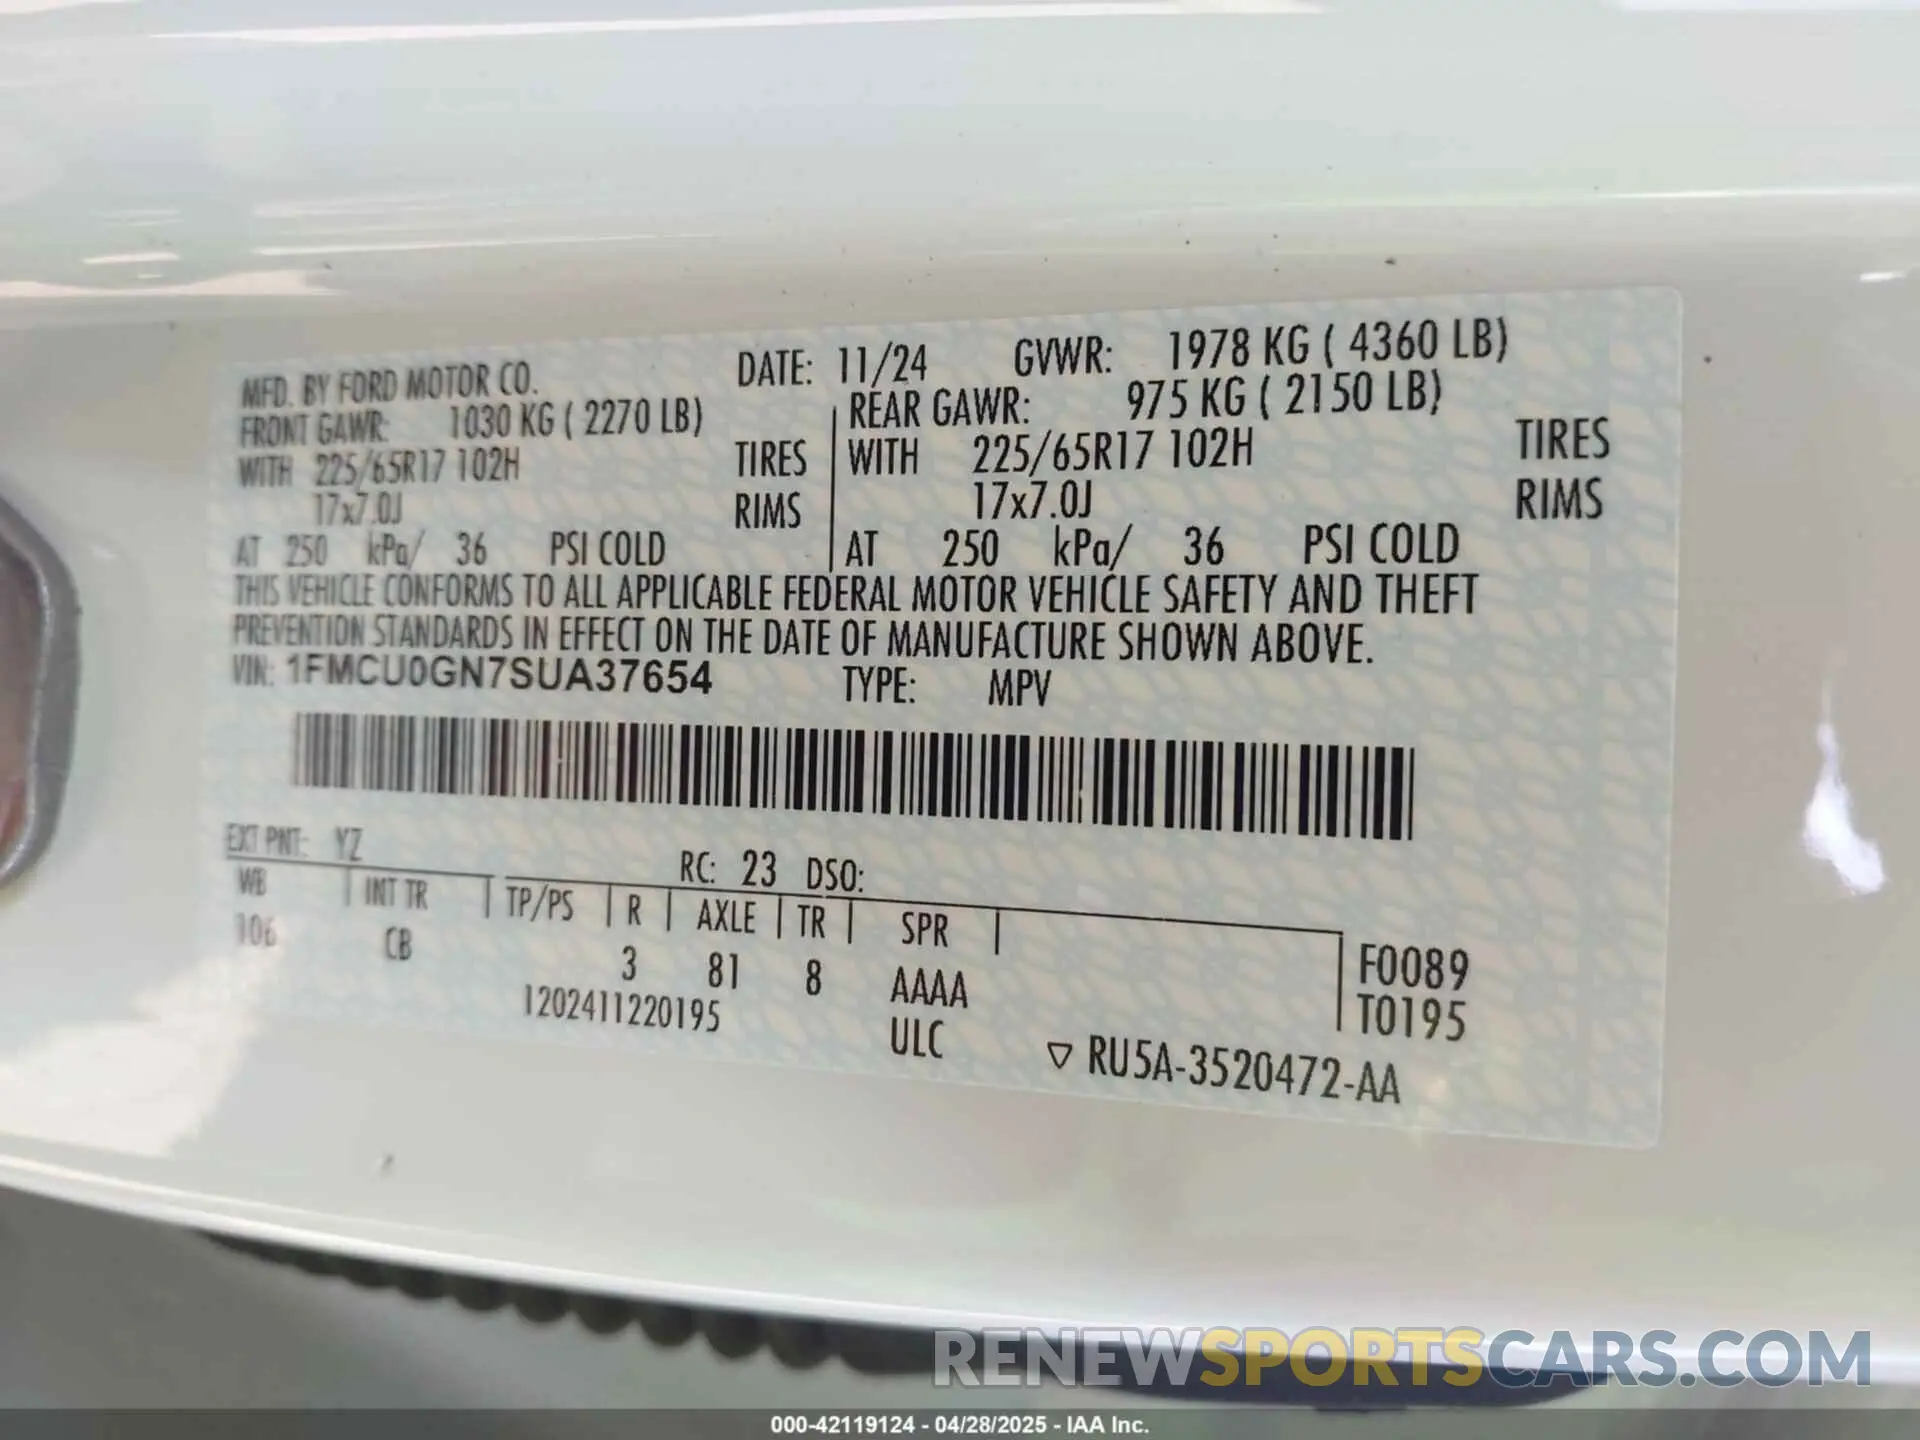 MFD. BY FORD MOTOR CO. DATE: 11/24 GVWR: 1978 KG ( 4360 LB)
FRONT GAWR: 1030 KG ( 2270 LB) REAR GAWR: 975 KG ( 2150 LB)
WITH 225/65R17 102H TIRES WITH 225/65R17 102H TIRES
17x7.0J RIMS 17x7.0J RIMS
AT 250 kPa/ 36 PSI COLD AT 250 kPa/ 36 PSI COLD
THIS VEHICLE CONFORMS TO ALL APPLICABLE FEDERAL MOTOR VEHICLE SAFETY AND THEFT
PREVENTION STANDARDS IN EFFECT ON THE DATE OF MANUFACTURE SHOWN ABOVE.
VIN: 1FMCU0GN7SUA37654 TYPE: MPV
EXT PNT: YZ RC: 23 DSO:
WB INT TR TP/PS R AXLE TR SPR
106 CB 3 81 8 AAAA F0089
1202411220195 ULC T0195
▽ RU5A-3520472-AA
RENEWSPORTSCARS.COM
000-42119124 - 04/28/2025 - IAA Inc.